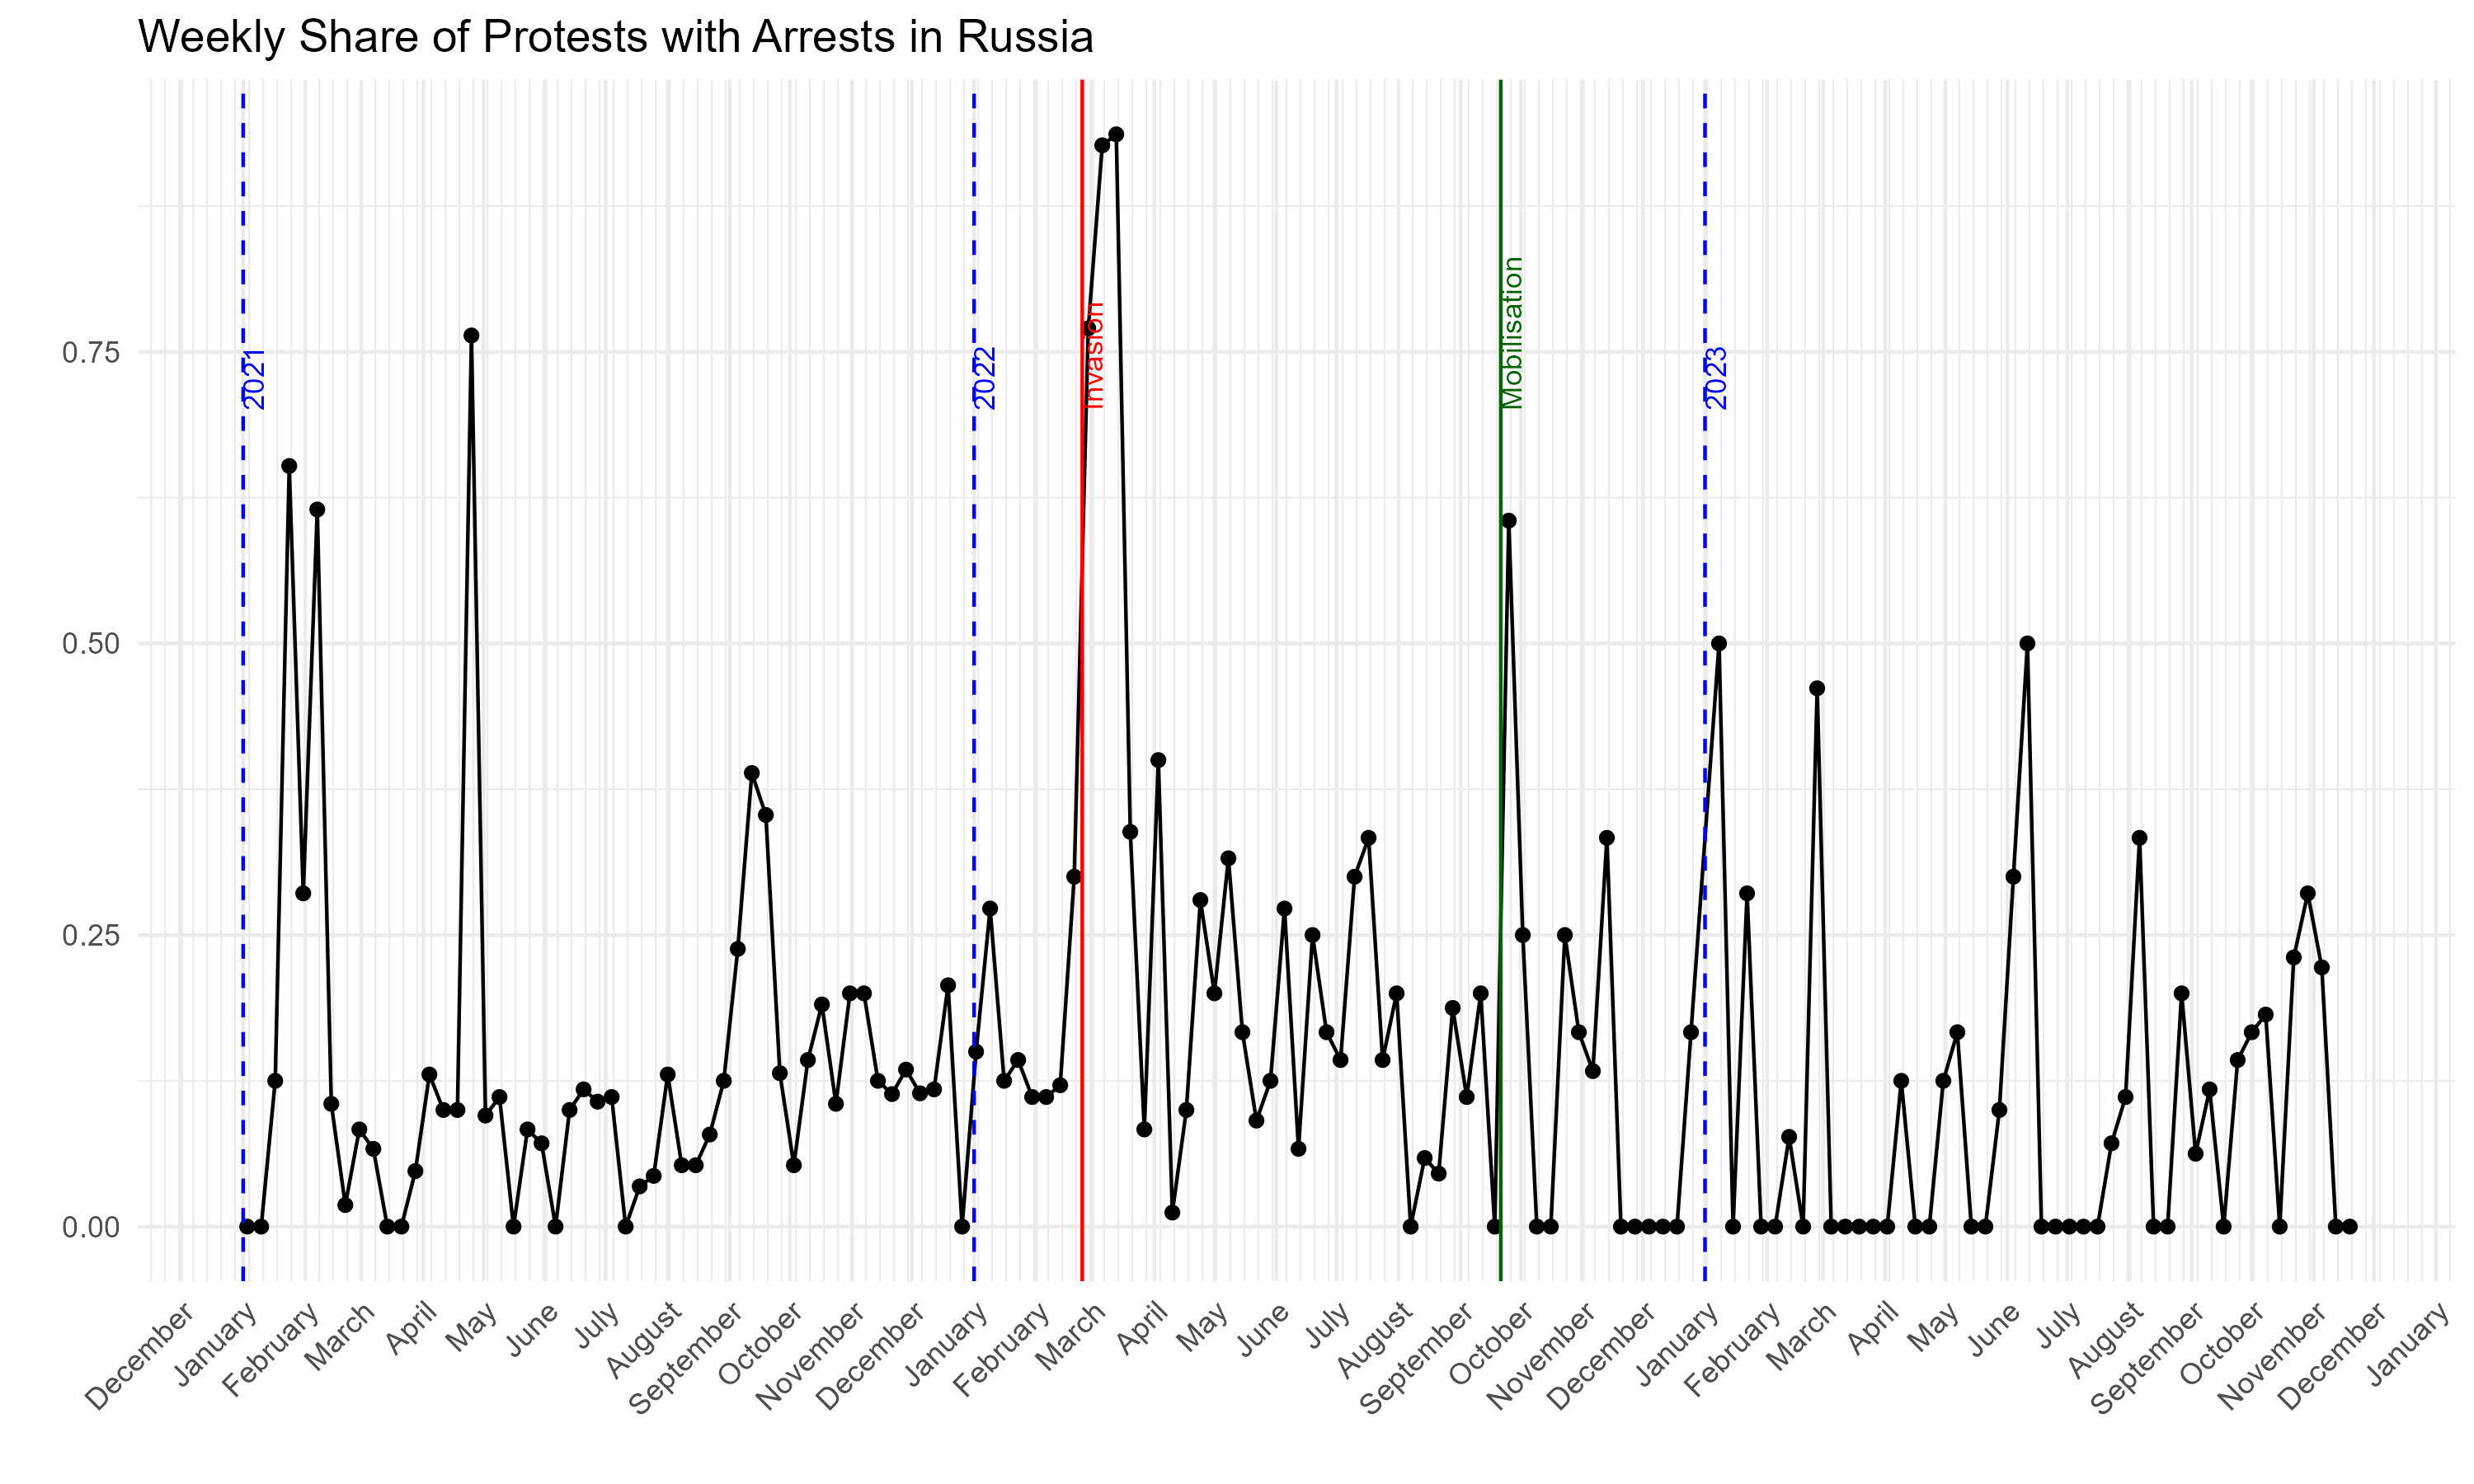 Weekly Share of Protests with Arrests in Russia
0.75
0.50
0.25
0.00
2021
2022
Invasion
Mobilisation
2023
December
January
February
March
April
May
June
July
August
September
October
November
December
January
February
March
April
May
June
July
August
September
October
November
December
January
February
March
April
May
June
July
August
September
October
November
December
January